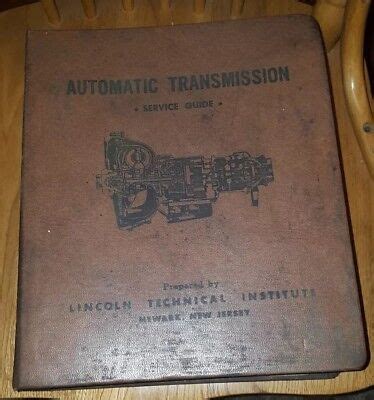 AUTOMATIC TRANSMISSION
• SERVICE GUIDE •
Prepared by
LINCOLN TECHNICAL INSTITUTE
NEWARK, NEW JERSEY